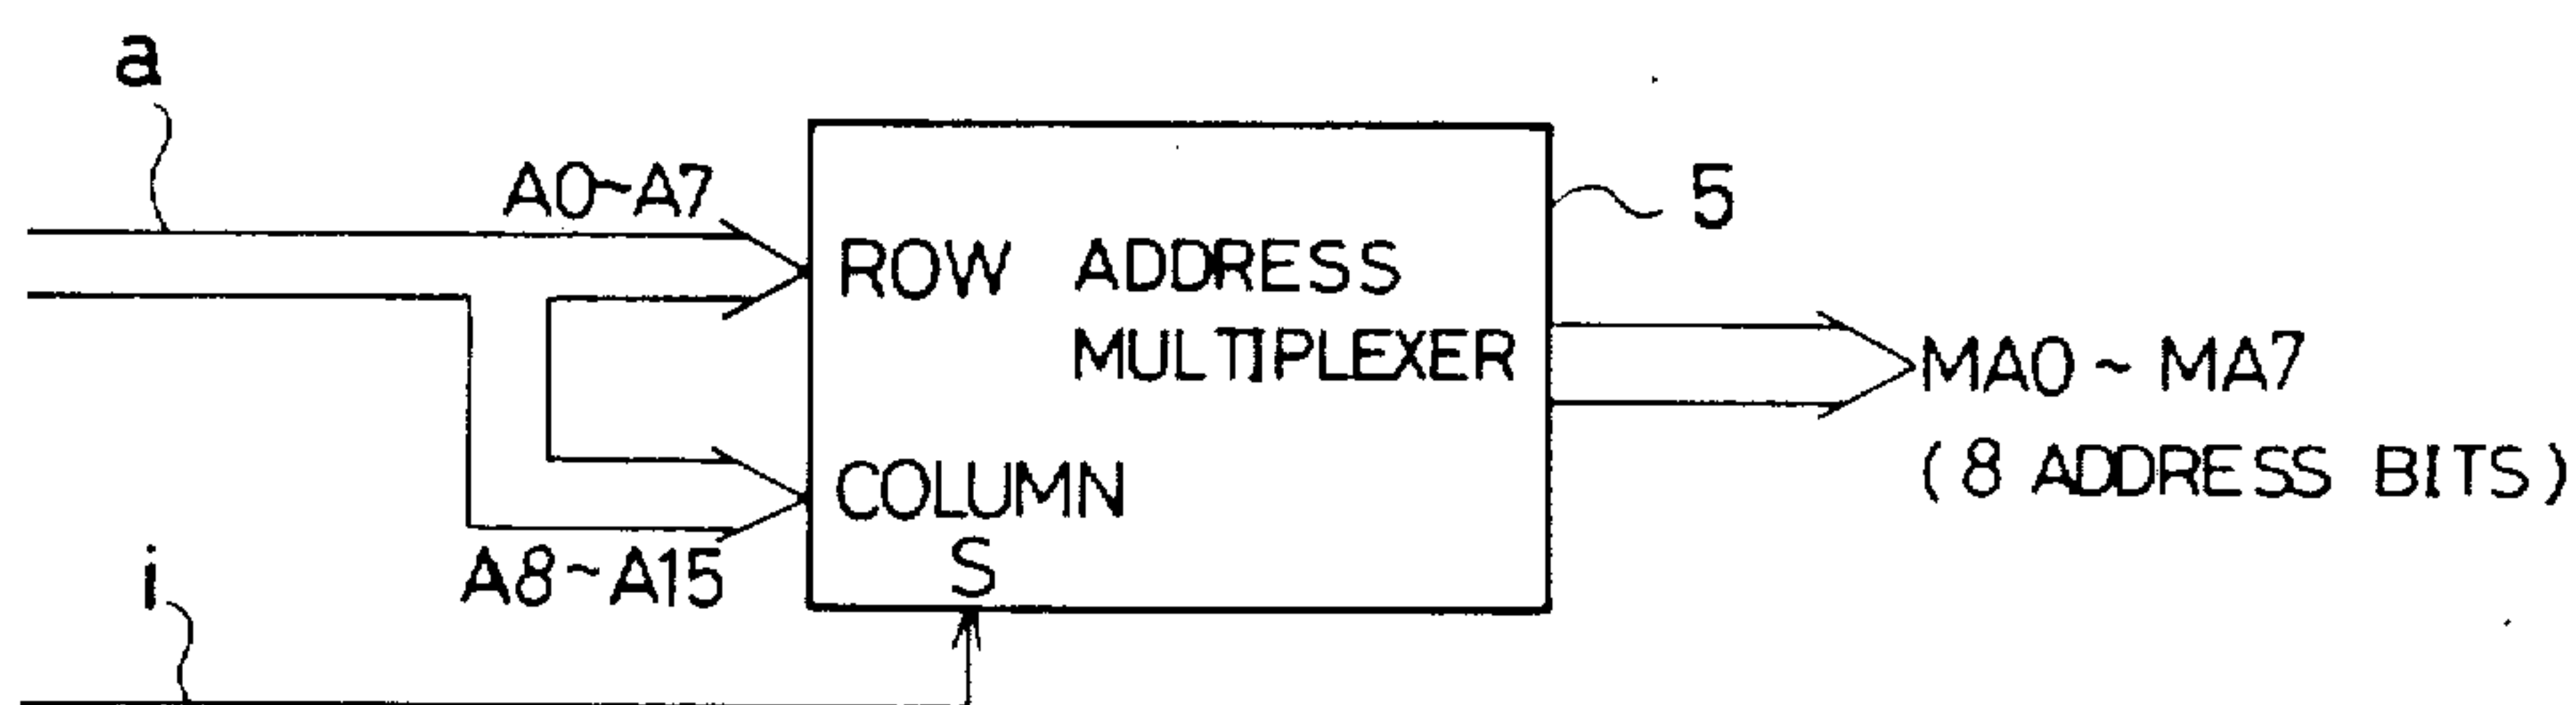 a
A0~A7
5
ROW ADDRESS
MULTIPLEXER
MA0 ~ MA7
(8 ADDRESS BITS)
COLUMN
S
A8~A15
i